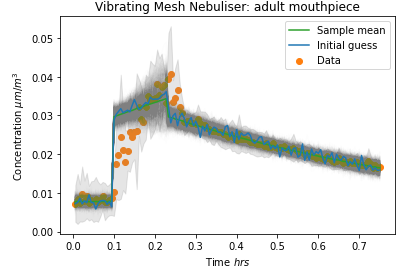 Vibrating Mesh Nebuliser: adult mouthpiece
Sample mean
Initial guess
Data
Concentration μm/m³
0.05
0.04
0.03
0.02
0.01
0.00
0.0 0.1 0.2 0.3 0.4 0.5 0.6 0.7
Time hrs